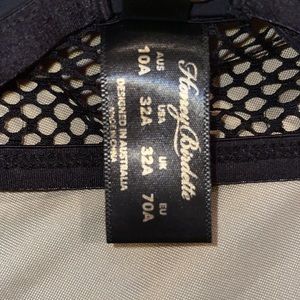 Honey Birdette
AUS USA UK EU
10A 32A 32A 70A
DESIGNED IN AUSTRALIA
MADE IN CHINA